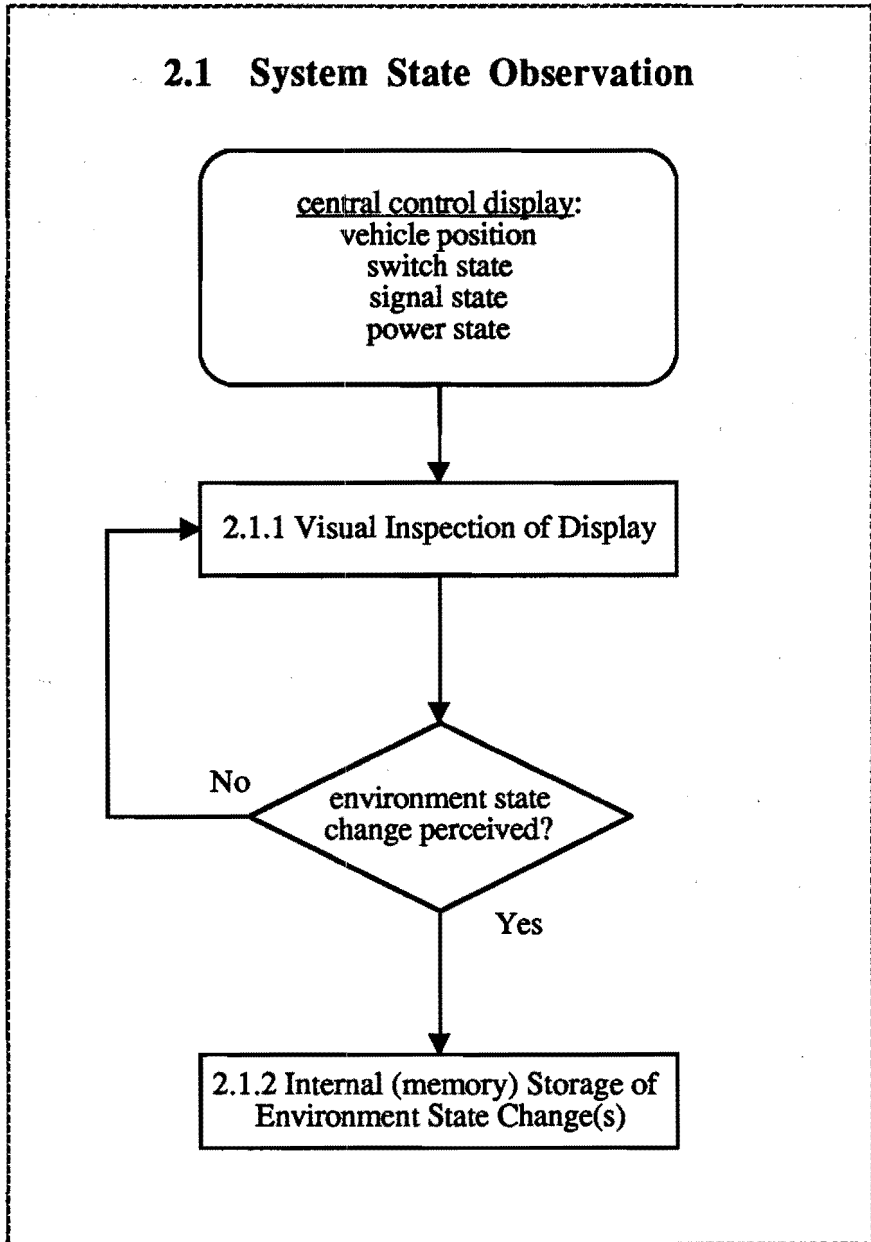 2.1 System State Observation
central control display:
vehicle position
switch state
signal state
power state
2.1.1 Visual Inspection of Display
No
environment state
change perceived?
Yes
2.1.2 Internal (memory) Storage of
Environment State Change(s)